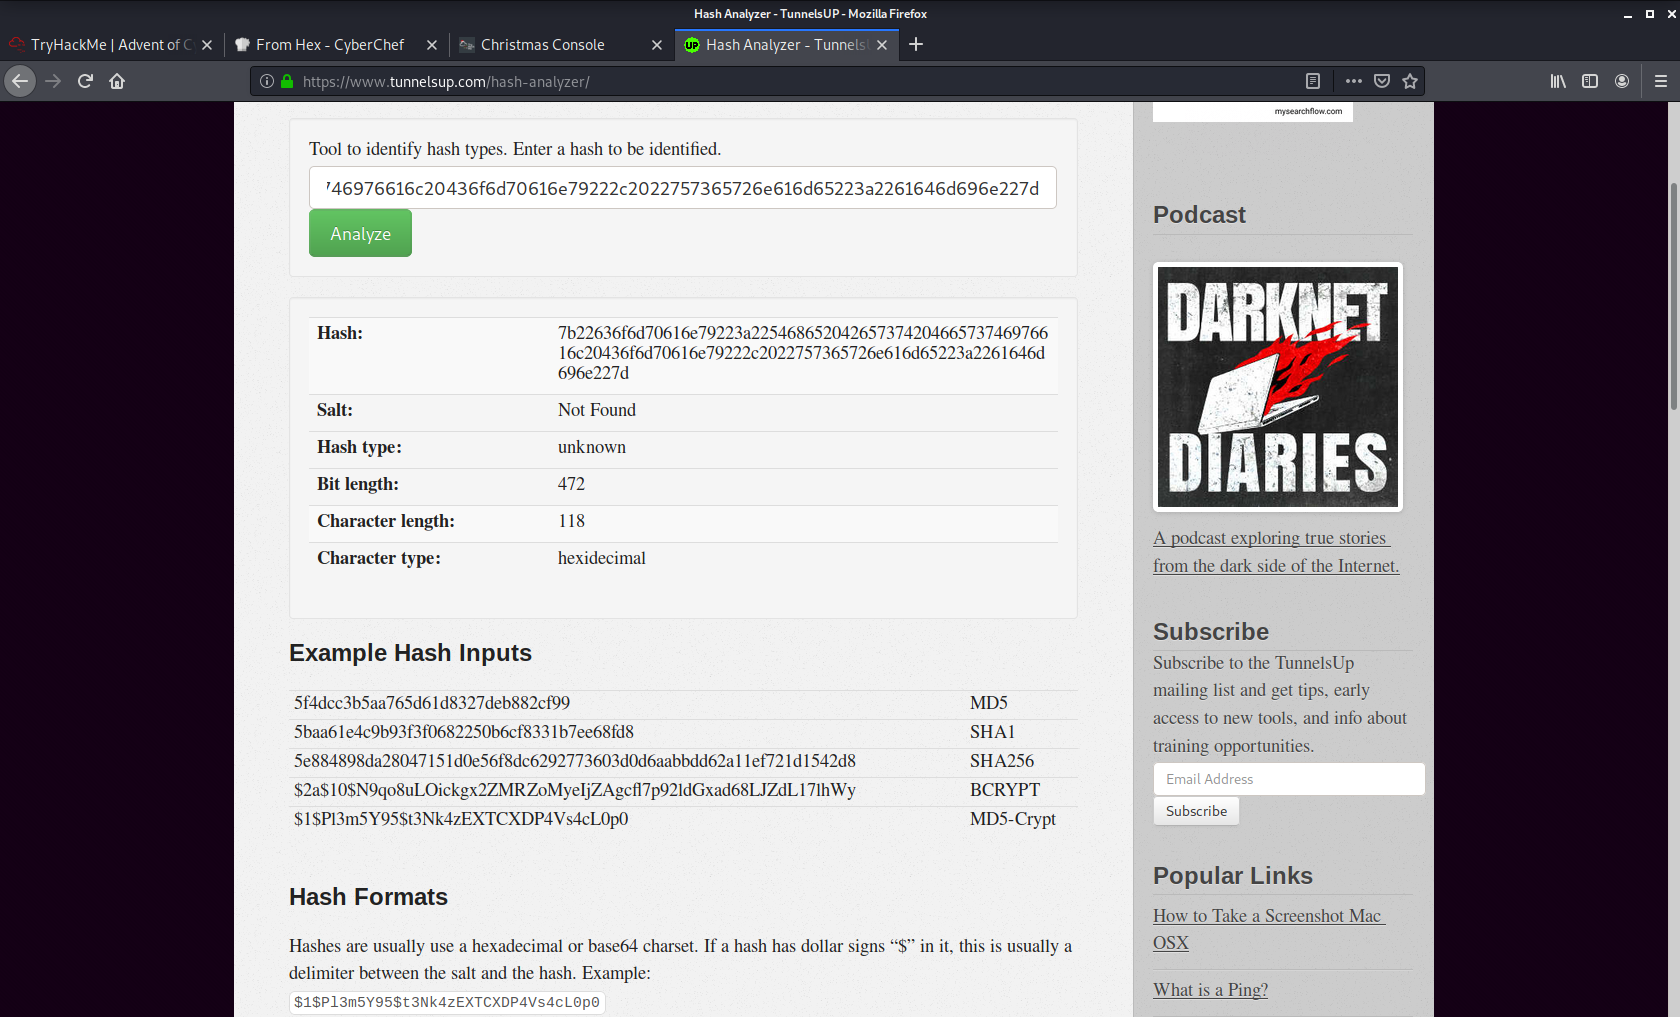 Hash Analyzer - TunnelsUP - Mozilla Firefox
TryHackMe | Advent of C
From Hex - CyberChef
Christmas Console
Hash Analyzer - Tunnels
https://www.tunnelsup.com/hash-analyzer/
mysearchflow.com
Tool to identify hash types. Enter a hash to be identified.
746976616c20436f6d70616e79222c2022757365726e616d65223a2261646d696e227d
Analyze
Hash:
7b22636f6d70616e79223a225468652042657374204665737469766
16c20436f6d70616e79222c2022757365726e616d65223a2261646d
696e227d
Salt:
Not Found
Hash type:
unknown
Bit length:
472
Character length:
118
Character type:
hexidecimal
Example Hash Inputs
5f4dcc3b5aa765d61d8327deb882cf99 MD5
5baa61e4c9b93f3f0682250b6cf8331b7ee68fd8 SHA1
5e884898da28047151d0e56f8dc6292773603d0d6aabbdd62a11ef721d1542d8 SHA256
$2a$10$N9qo8uLOickgx2ZMRZoMyeIjZAgcfl7p92ldGxad68LJZdL17lhWy BCRYPT
$1$Pl3m5Y95$t3Nk4zEXTCXDP4Vs4cL0p0 MD5-Crypt
Hash Formats
Hashes are usually use a hexadecimal or base64 charset. If a hash has dollar signs “$” in it, this is usually a
delimiter between the salt and the hash. Example:
$1$Pl3m5Y95$t3Nk4zEXTCXDP4Vs4cL0p0
Podcast
DARKNET
DIARIES
A podcast exploring true stories
from the dark side of the Internet.
Subscribe
Subscribe to the TunnelsUp
mailing list and get tips, early
access to new tools, and info about
training opportunities.
Email Address
Subscribe
Popular Links
How to Take a Screenshot Mac
OSX
What is a Ping?